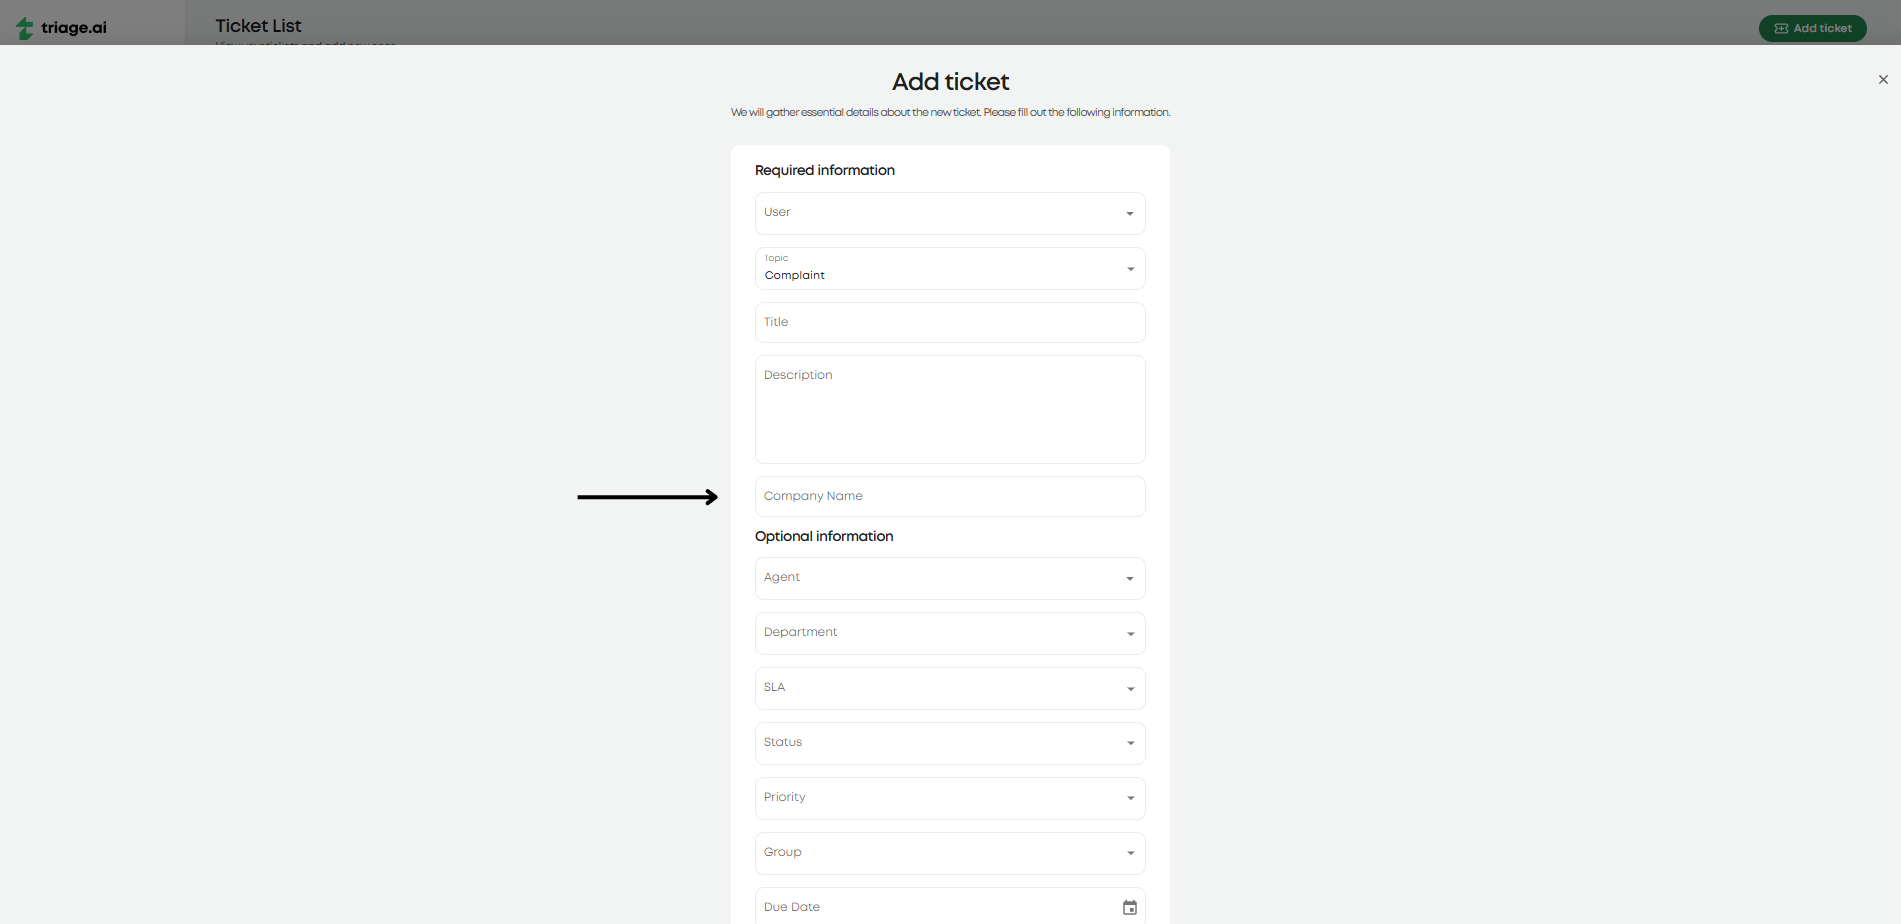 triage.ai
Ticket List
Add ticket
Add ticket
We will gather essential details about the new ticket. Please fill out the following information.
Required information
User
Topic
Complaint
Title
Description
Company Name
Optional information
Agent
Department
SLA
Status
Priority
Group
Due Date